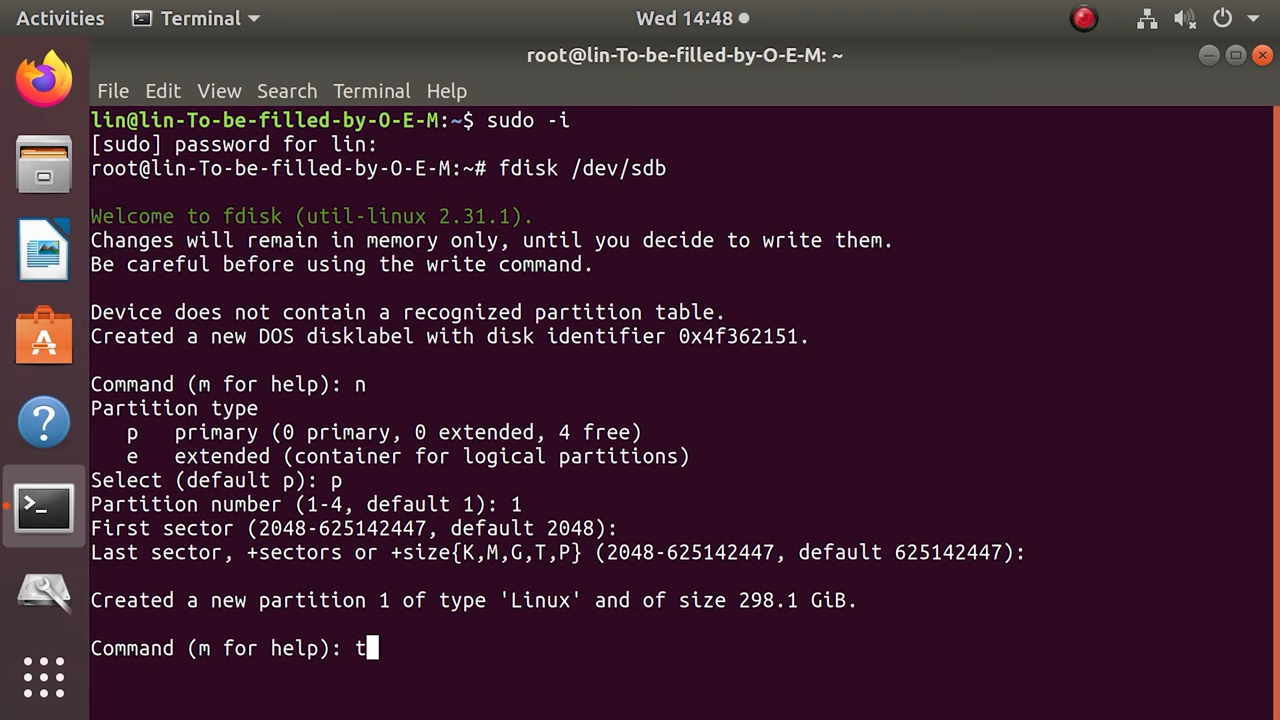 Activities Terminal Wed 14:48
root@lin-To-be-filled-by-O-E-M: ~
File Edit View Search Terminal Help
lin@lin-To-be-filled-by-O-E-M:~$ sudo -i
[sudo] password for lin:
root@lin-To-be-filled-by-O-E-M:~# fdisk /dev/sdb
Welcome to fdisk (util-linux 2.31.1).
Changes will remain in memory only, until you decide to write them.
Be careful before using the write command.
Device does not contain a recognized partition table.
Created a new DOS disklabel with disk identifier 0x4f362151.
Command (m for help): n
Partition type
p primary (0 primary, 0 extended, 4 free)
e extended (container for logical partitions)
Select (default p): p
Partition number (1-4, default 1): 1
First sector (2048-625142447, default 2048):
Last sector, +sectors or +size{K,M,G,T,P} (2048-625142447, default 625142447):
Created a new partition 1 of type 'Linux' and of size 298.1 GiB.
Command (m for help): t